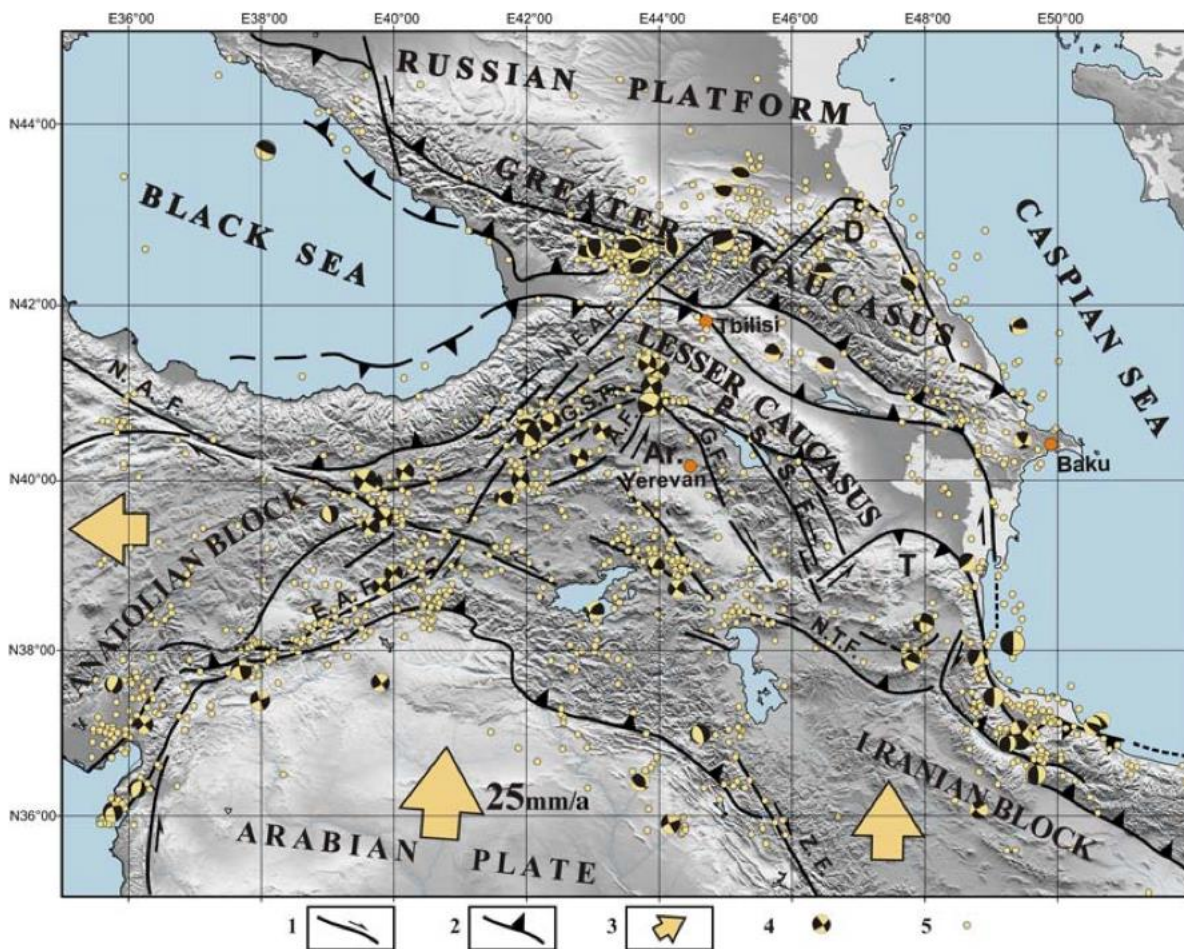 E36°00 E38°00 E40°00 E42°00 E44°00 E46°00 E48°00 E50°00
RUSSIAN PLATFORM
N44°00
GREATER CAUCASUS
BLACK SEA
CASPIAN SEA
D
N42°00
Tbilisi
N.E.A.F.
LESSER CAUCASUS
N. A. F.
G.S.F.
P. S. S. F.
A.F.
G.F.
Ar.
Yerevan
Baku
N40°00
ANATOLIAN BLOCK
T
E. A. F.
N.T.F.
N38°00
IRANIAN BLOCK
25mm/a
N36°00
ARABIAN PLATE
Z.F.
1 2 3 4 5